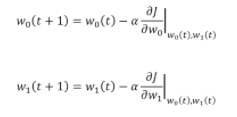 w₀(t + 1) = w₀(t) − α ∂J/∂w₀ |w₀(t),w₁(t)
w₁(t + 1) = w₁(t) − α ∂J/∂w₁ |w₀(t),w₁(t)